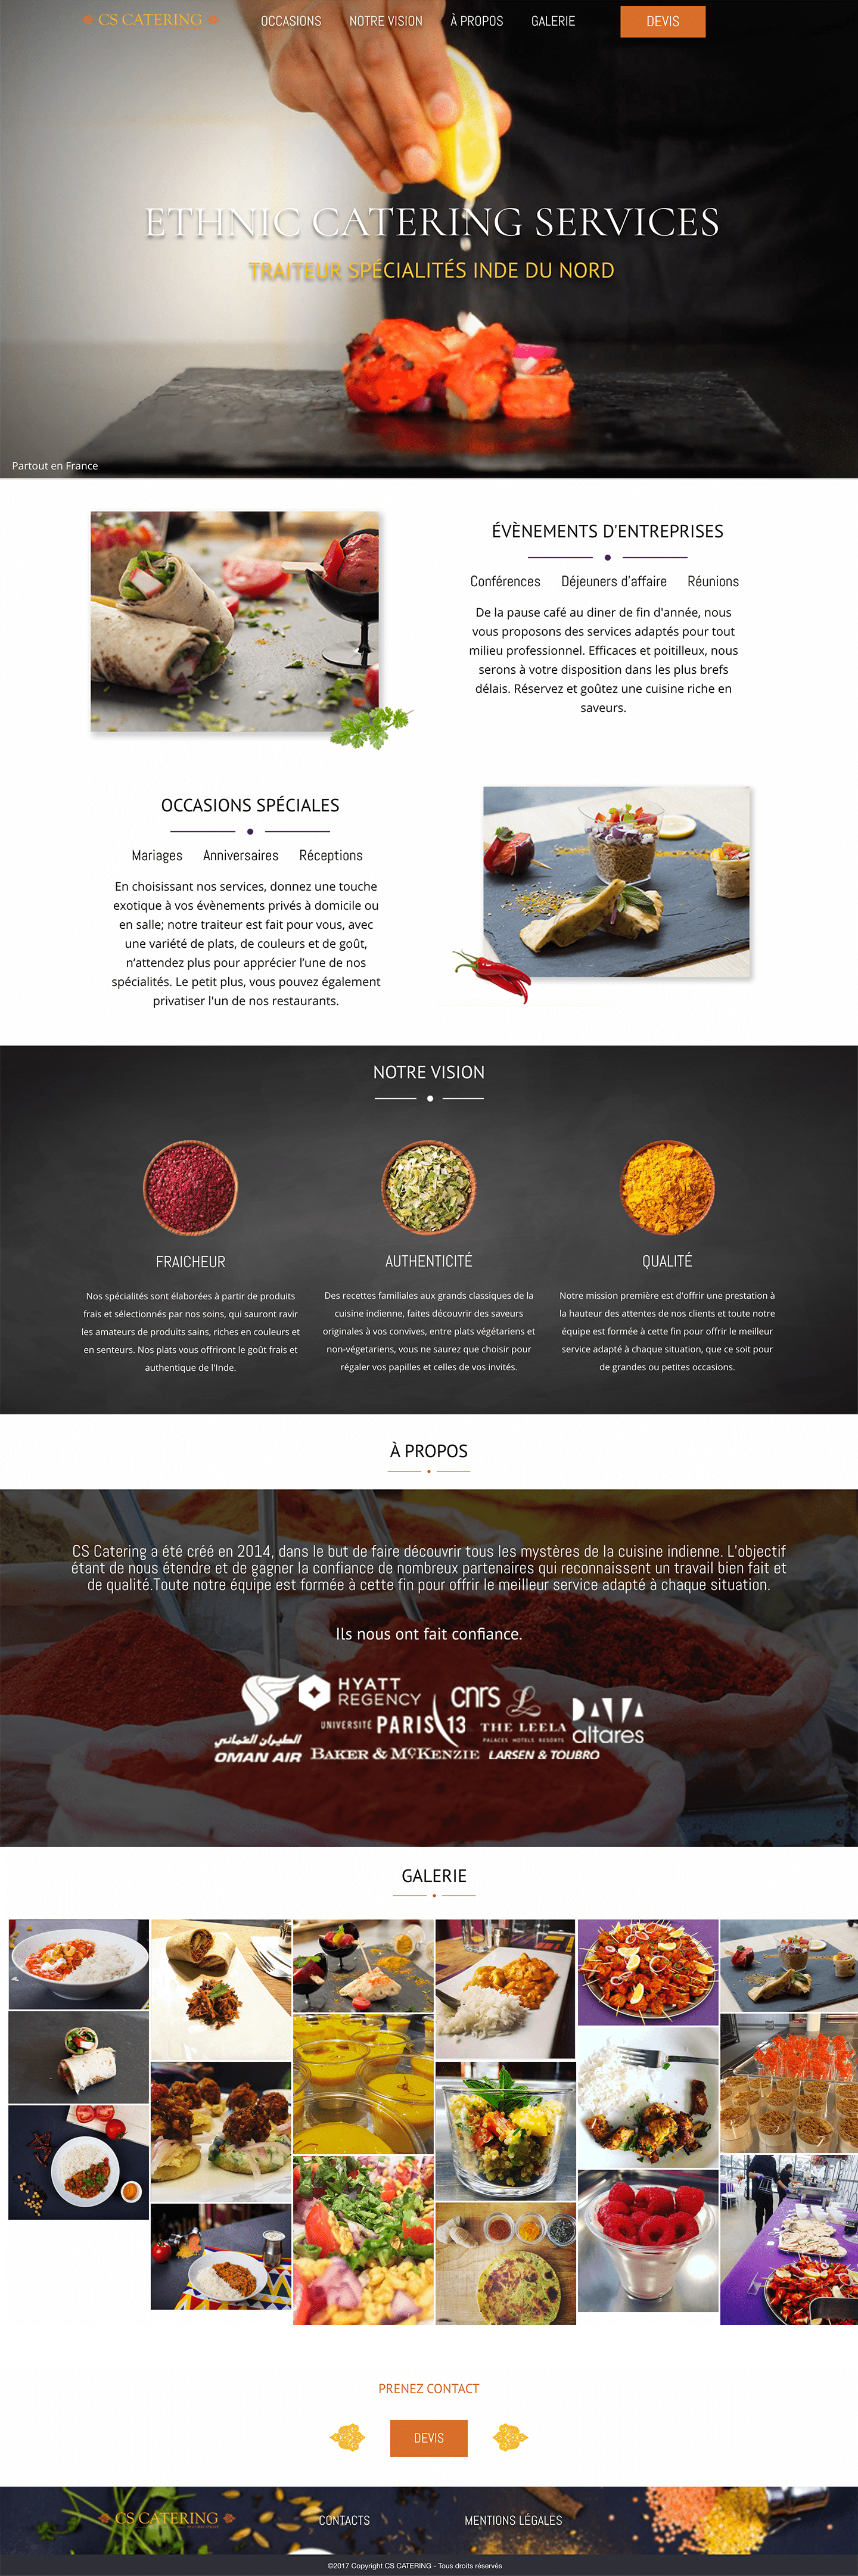 CS CATERING
OCCASIONS NOTRE VISION À PROPOS GALERIE DEVIS
ETHNIC CATERING SERVICES
TRAITEUR SPÉCIALITÉS INDE DU NORD
Partout en France
ÉVÈNEMENTS D'ENTREPRISES
Conférences Déjeuners d'affaire Réunions
De la pause café au diner de fin d'année, nous
vous proposons des services adaptés pour tout
milieu professionnel. Efficaces et poitilleux, nous
serons à votre disposition dans les plus brefs
délais. Réservez et goûtez une cuisine riche en
saveurs.
OCCASIONS SPÉCIALES
Mariages Anniversaires Réceptions
En choisissant nos services, donnez une touche
exotique à vos évènements privés à domicile ou
en salle; notre traiteur est fait pour vous, avec
une variété de plats, de couleurs et de goût,
n'attendez plus pour apprécier l'une de nos
spécialités. Le petit plus, vous pouvez également
privatiser l'un de nos restaurants.
NOTRE VISION
FRAICHEUR
Nos spécialités sont élaborées à partir de produits
frais et sélectionnés par nos soins, qui sauront ravir
les amateurs de produits sains, riches en couleurs et
en senteurs. Nos plats vous offriront le goût frais et
authentique de l'Inde.
AUTHENTICITÉ
Des recettes familiales aux grands classiques de la
cuisine indienne, faites découvrir des saveurs
originales à vos convives, entre plats végétariens et
non-végetariens, vous ne saurez que choisir pour
régaler vos papilles et celles de vos invités.
QUALITÉ
Notre mission première est d'offrir une prestation à
la hauteur des attentes de nos clients et toute notre
équipe est formée à cette fin pour offrir le meilleur
service adapté à chaque situation, que ce soit pour
de grandes ou petites occasions.
À PROPOS
CS Catering a été créé en 2014, dans le but de faire découvrir tous les mystères de la cuisine indienne. L'objectif
étant de nous étendre et de gagner la confiance de nombreux partenaires qui reconnaissent un travail bien fait et
de qualité.Toute notre équipe est formée à cette fin pour offrir le meilleur service adapté à chaque situation.
Ils nous ont fait confiance.
HYATT
REGENCY
cnrs
L
UNIVERSITÉ PARIS 13
THE LEELA
PALACES HOTELS RESORTS
altares
الطيران العماني
OMAN AIR
BAKER & MCKENZIE
LARSEN & TOUBRO
GALERIE
PRENEZ CONTACT
DEVIS
CS CATERING
CONTACTS MENTIONS LÉGALES
©2017 Copyright CS CATERING - Tous droits réservés